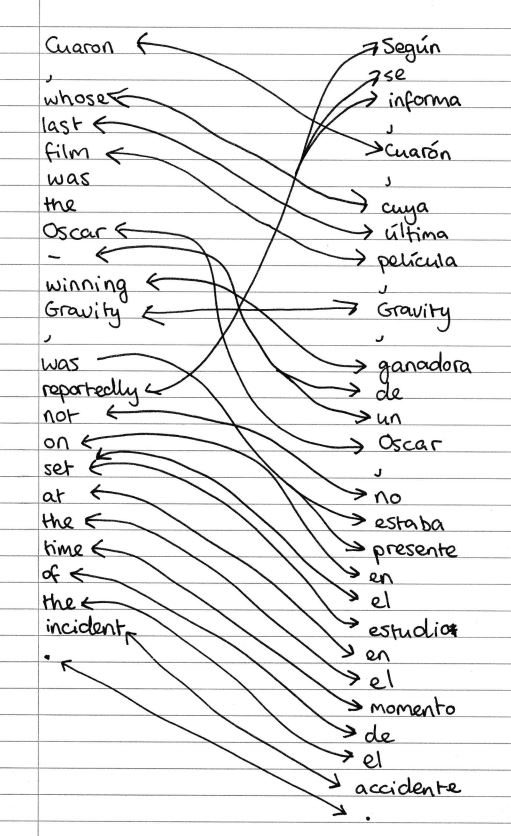 Cuaron
,
whose
last
film
was
the
Oscar
-
winning
Gravity
,
was
reportedly
not
on
set
at
the
time
of
the
incident
.
Según
se
informa
,
Cuarón
,
cuya
última
película
,
Gravity
,
ganadora
de
un
Oscar
,
no
estaba
presente
en
el
estudio
en
el
momento
de
el
accidente
.